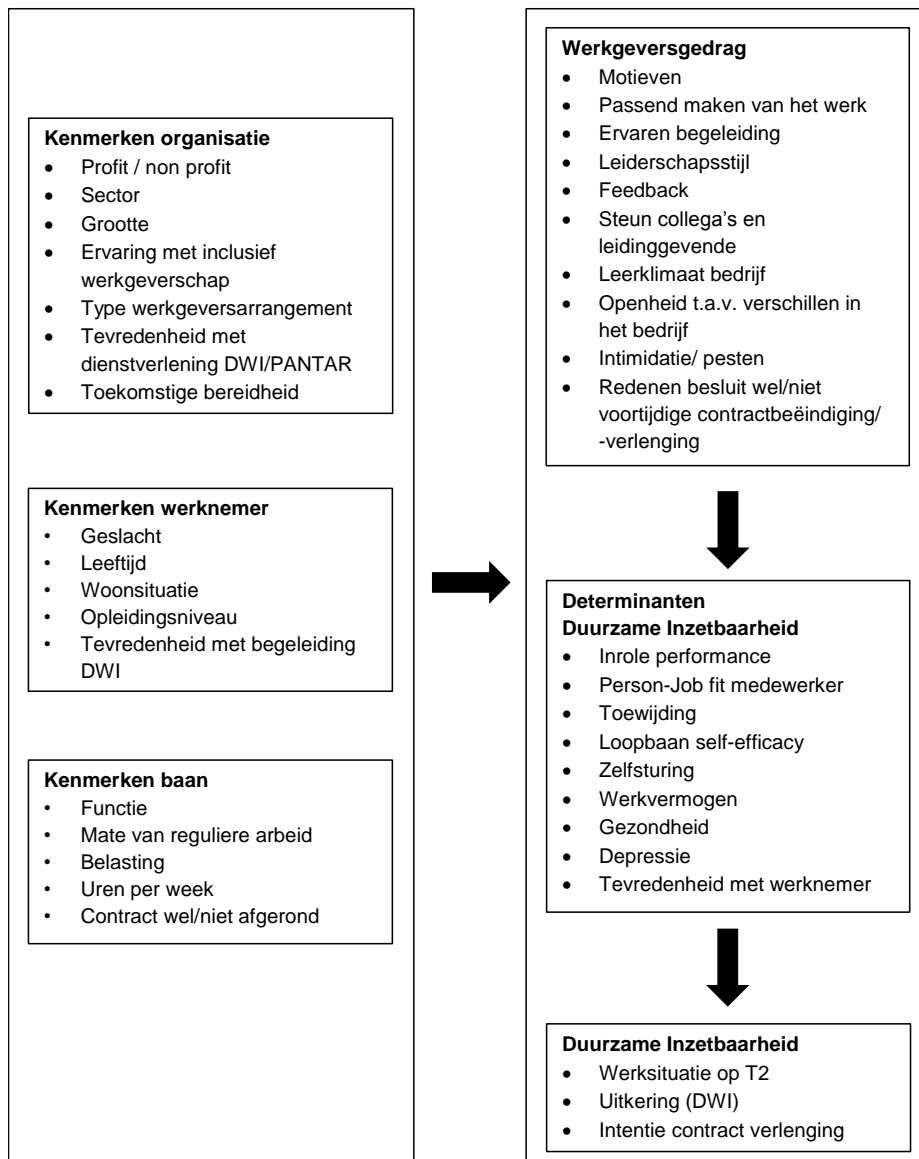 Kenmerken organisatie
• Profit / non profit
• Sector
• Grootte
• Ervaring met inclusief
werkgeverschap
• Type werkgeversarrangement
• Tevredenheid met
dienstverlening DWI/PANTAR
• Toekomstige bereidheid
Kenmerken werknemer
• Geslacht
• Leeftijd
• Woonsituatie
• Opleidingsniveau
• Tevredenheid met begeleiding
DWI
Kenmerken baan
• Functie
• Mate van reguliere arbeid
• Belasting
• Uren per week
• Contract wel/niet afgerond
Werkgeversgedrag
• Motieven
• Passend maken van het werk
• Ervaren begeleiding
• Leiderschapsstijl
• Feedback
• Steun collega's en
leidinggevende
• Leerklimaat bedrijf
• Openheid t.a.v. verschillen in
het bedrijf
• Intimidatie/ pesten
• Redenen besluit wel/niet
voortijdige contractbeëindiging/
-verlenging
Determinanten
Duurzame Inzetbaarheid
• Inrole performance
• Person-Job fit medewerker
• Toewijding
• Loopbaan self-efficacy
• Zelfsturing
• Werkvermogen
• Gezondheid
• Depressie
• Tevredenheid met werknemer
Duurzame Inzetbaarheid
• Werksituatie op T2
• Uitkering (DWI)
• Intentie contract verlenging